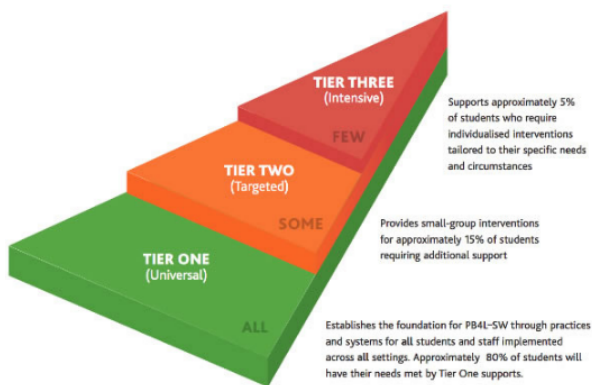 TIER THREE
(Intensive)
FEW
Supports approximately 5%
of students who require
individualised interventions
tailored to their specific needs
and circumstances
TIER TWO
(Targeted)
SOME
Provides small-group interventions
for approximately 15% of students
requiring additional support
TIER ONE
(Universal)
ALL
Establishes the foundation for PB4L–SW through practices
and systems for all students and staff implemented
across all settings. Approximately 80% of students will
have their needs met by Tier One supports.